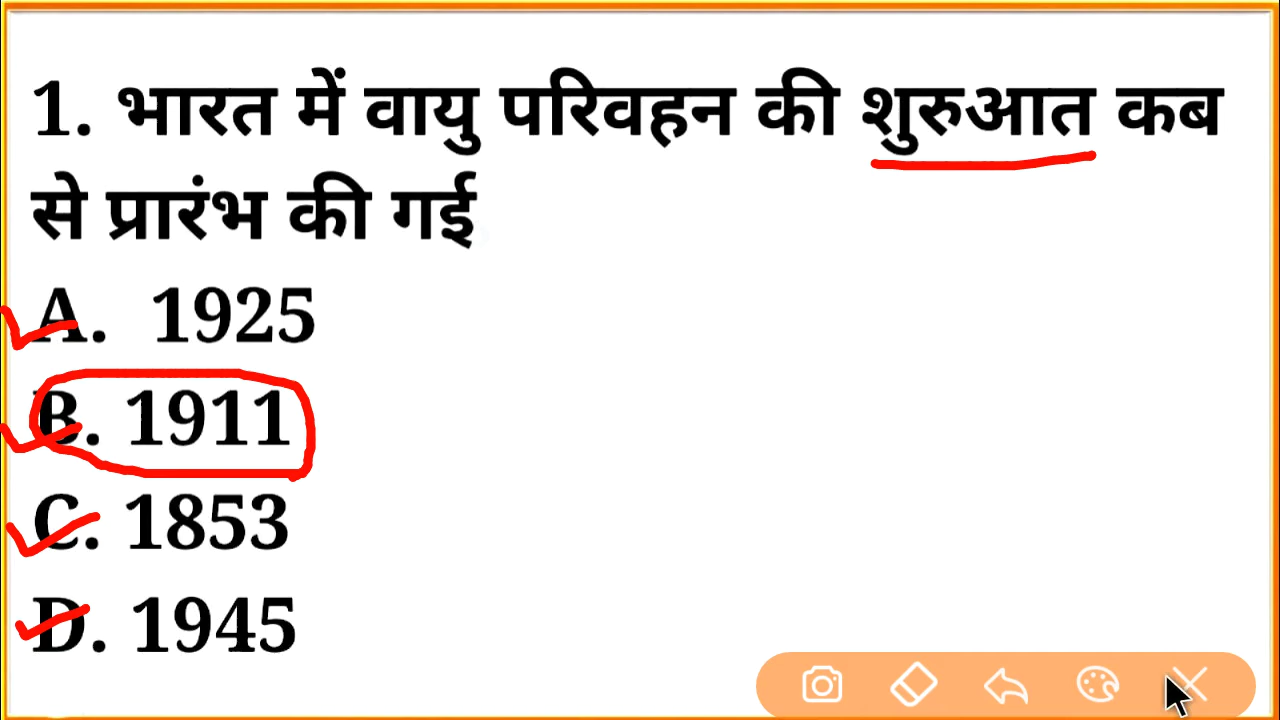 1. भारत में वायु परिवहन की शुरुआत कब
से प्रारंभ की गई
A. 1925
B. 1911
C. 1853
D. 1945